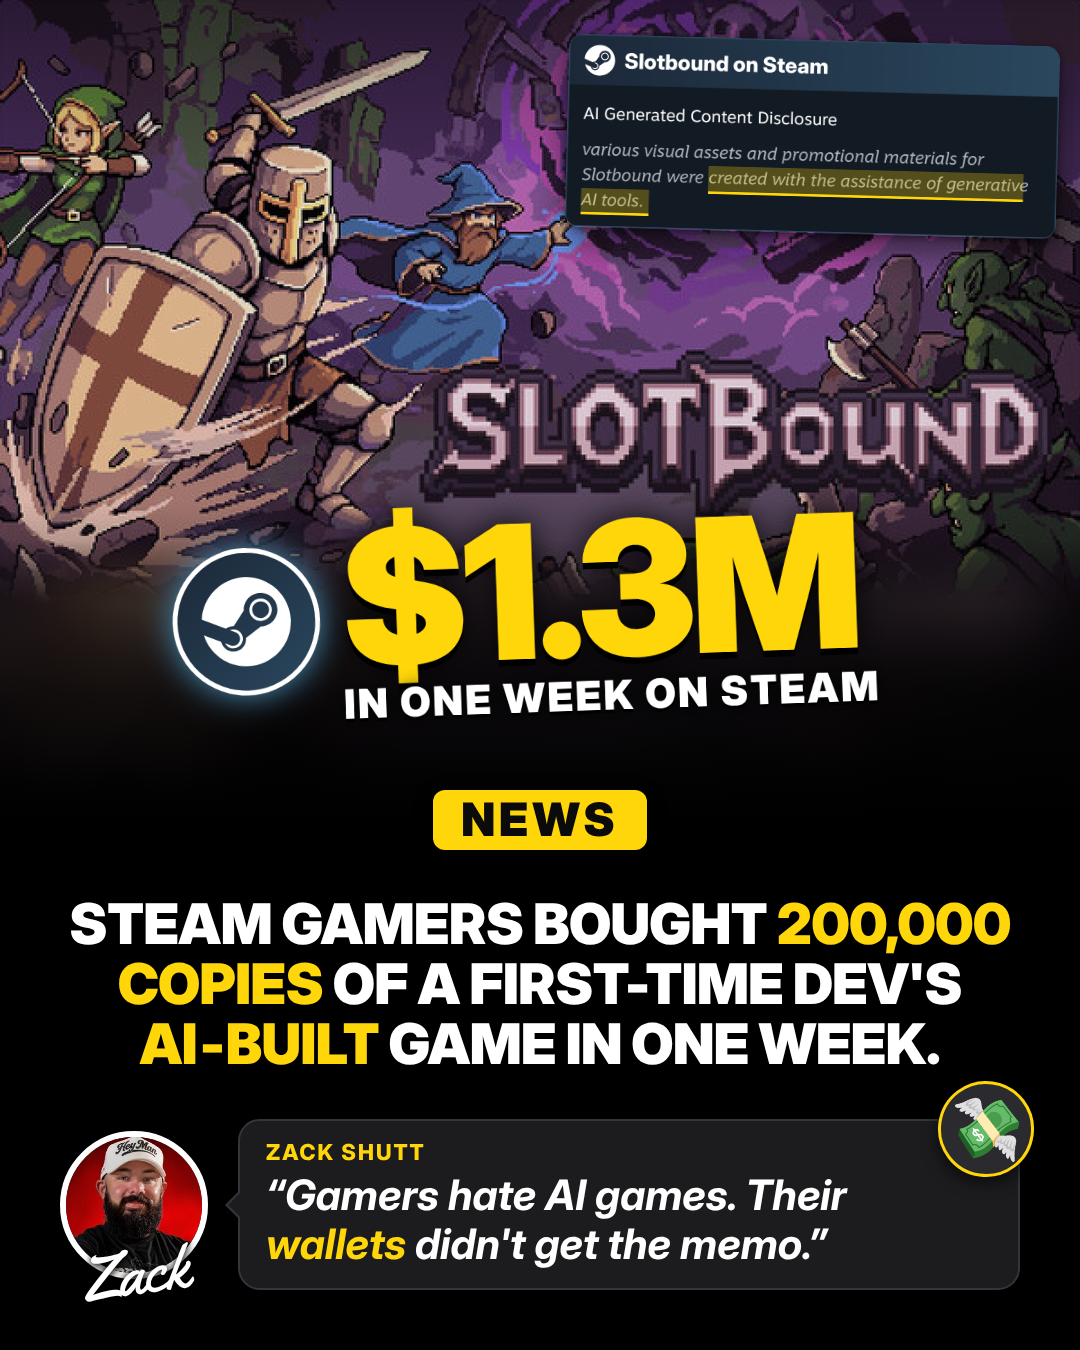 Slotbound on Steam
AI Generated Content Disclosure
various visual assets and promotional materials for
Slotbound were created with the assistance of generative
AI tools.
SLOTBOUND
$1.3M
IN ONE WEEK ON STEAM
NEWS
STEAM GAMERS BOUGHT 200,000
COPIES OF A FIRST-TIME DEV'S
AI-BUILT GAME IN ONE WEEK.
Hey Man
Zack
ZACK SHUTT
“Gamers hate AI games. Their
wallets didn't get the memo.”